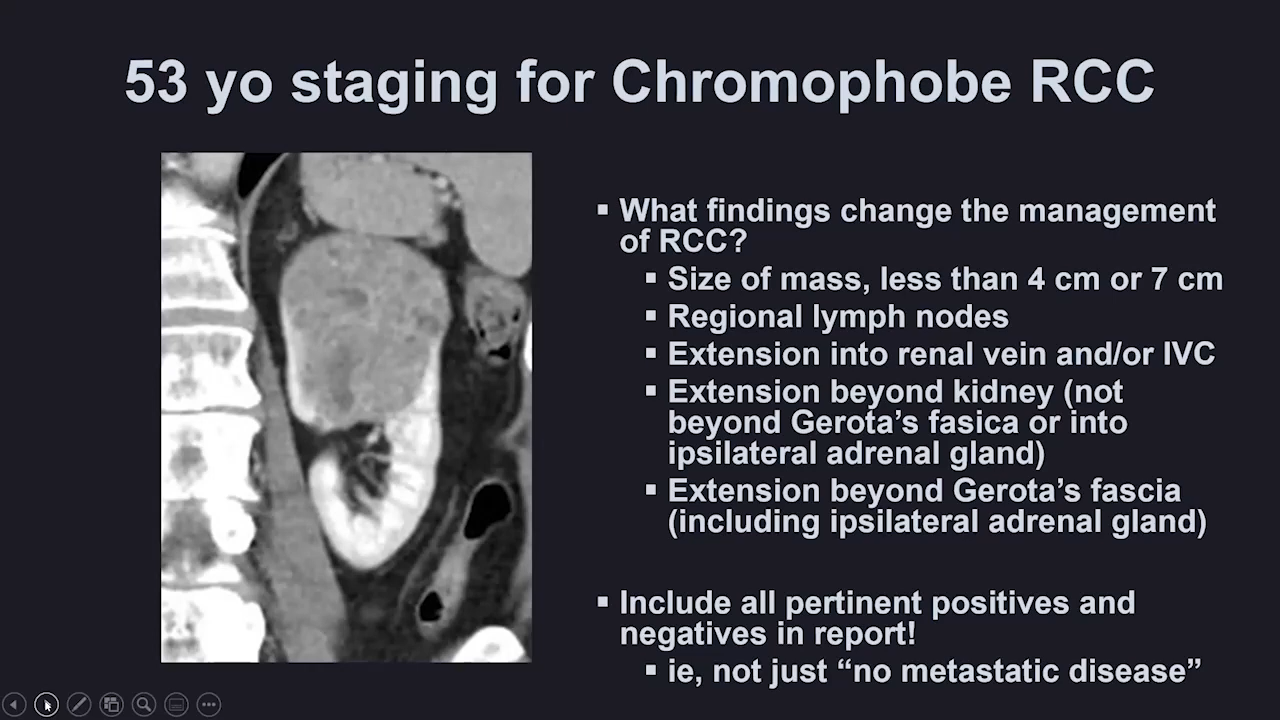 53 yo staging for Chromophobe RCC
▪ What findings change the management
of RCC?
▪ Size of mass, less than 4 cm or 7 cm
▪ Regional lymph nodes
▪ Extension into renal vein and/or IVC
▪ Extension beyond kidney (not
beyond Gerota’s fasica or into
ipsilateral adrenal gland)
▪ Extension beyond Gerota’s fascia
(including ipsilateral adrenal gland)
▪ Include all pertinent positives and
negatives in report!
▪ ie, not just “no metastatic disease”